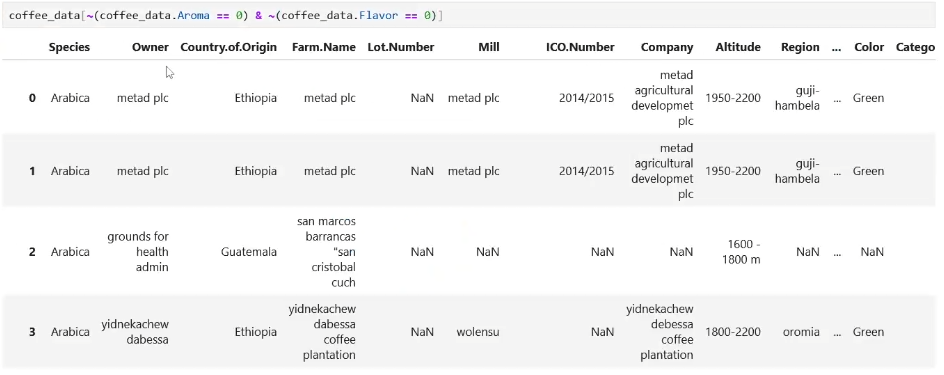 coffee_data[~(coffee_data.Aroma == 0) & ~(coffee_data.Flavor == 0)]
Species Owner Country.of.Origin Farm.Name Lot.Number Mill ICO.Number Company Altitude Region ... Color Catego
0 Arabica metad plc Ethiopia metad plc NaN metad plc 2014/2015 metad agricultural developmet plc 1950-2200 guji-hambela ... Green
1 Arabica metad plc Ethiopia metad plc NaN metad plc 2014/2015 metad agricultural developmet plc 1950-2200 guji-hambela ... Green
2 Arabica grounds for health admin Guatemala san marcos barrancas "san cristobal cuch NaN NaN NaN NaN 1600 - 1800 m NaN ... NaN
3 Arabica yidnekachew dabessa Ethiopia yidnekachew dabessa coffee plantation NaN wolensu NaN yidnekachew debessa coffee plantation 1800-2200 oromia ... Green